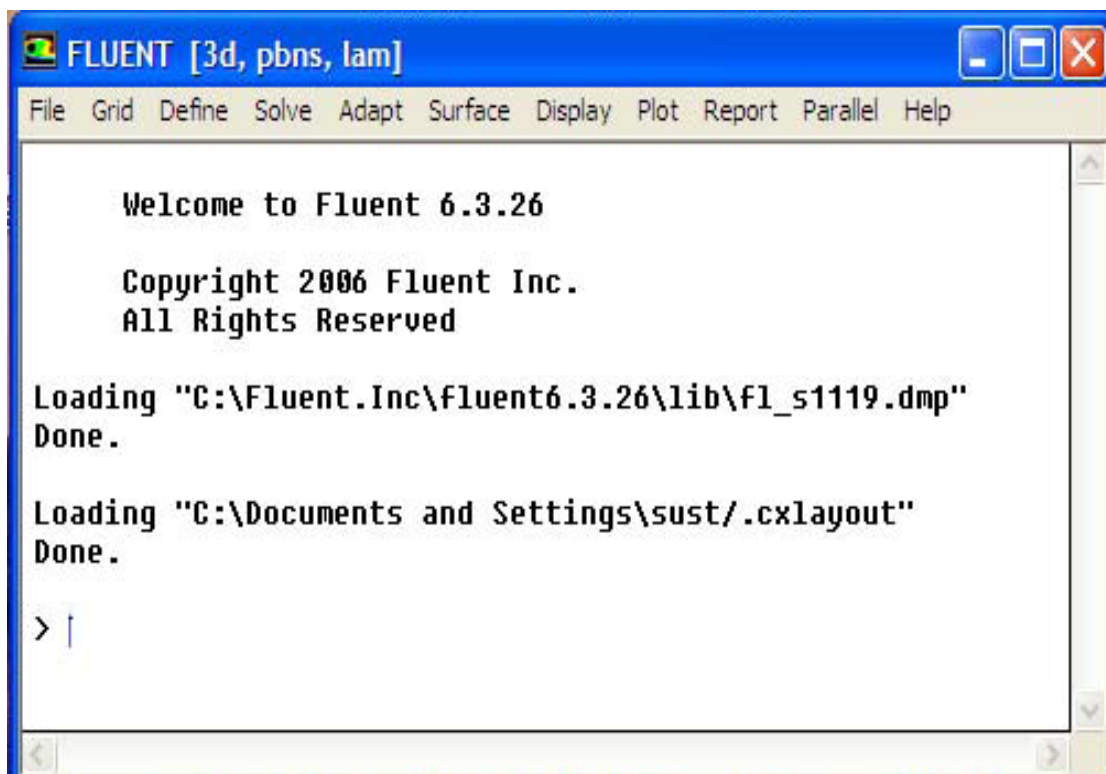 FLUENT [3d, pbns, lam]
File Grid Define Solve Adapt Surface Display Plot Report Parallel Help
Welcome to Fluent 6.3.26
Copyright 2006 Fluent Inc.
All Rights Reserved
Loading "C:\Fluent.Inc\fluent6.3.26\lib\fl_s1119.dmp"
Done.
Loading "C:\Documents and Settings\sust/.cxlayout"
Done.
>